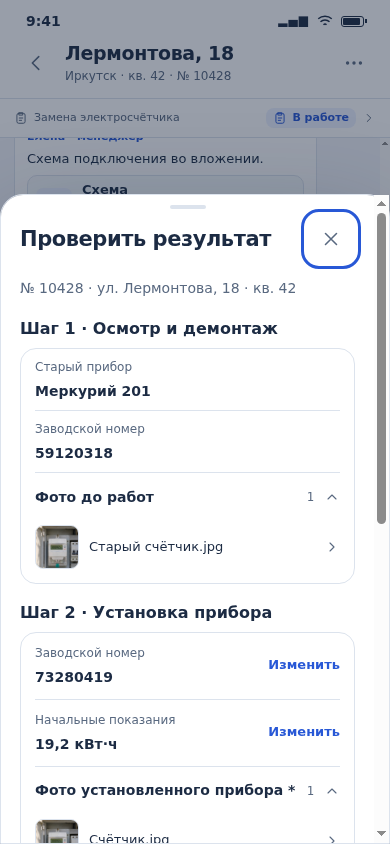 9:41
Лермонтова, 18
Иркутск · кв. 42 · № 10428
Замена электросчётчика
В работе
Елена · менеджер
Схема подключения во вложении.
Схема
Проверить результат
№ 10428 · ул. Лермонтова, 18 · кв. 42
Шаг 1 · Осмотр и демонтаж
Старый прибор
Меркурий 201
Заводской номер
59120318
Фото до работ 1
Старый счётчик.jpg
Шаг 2 · Установка прибора
Заводской номер
73280419
Изменить
Начальные показания
19,2 кВт·ч
Изменить
Фото установленного прибора * 1
Счётчик.jpg